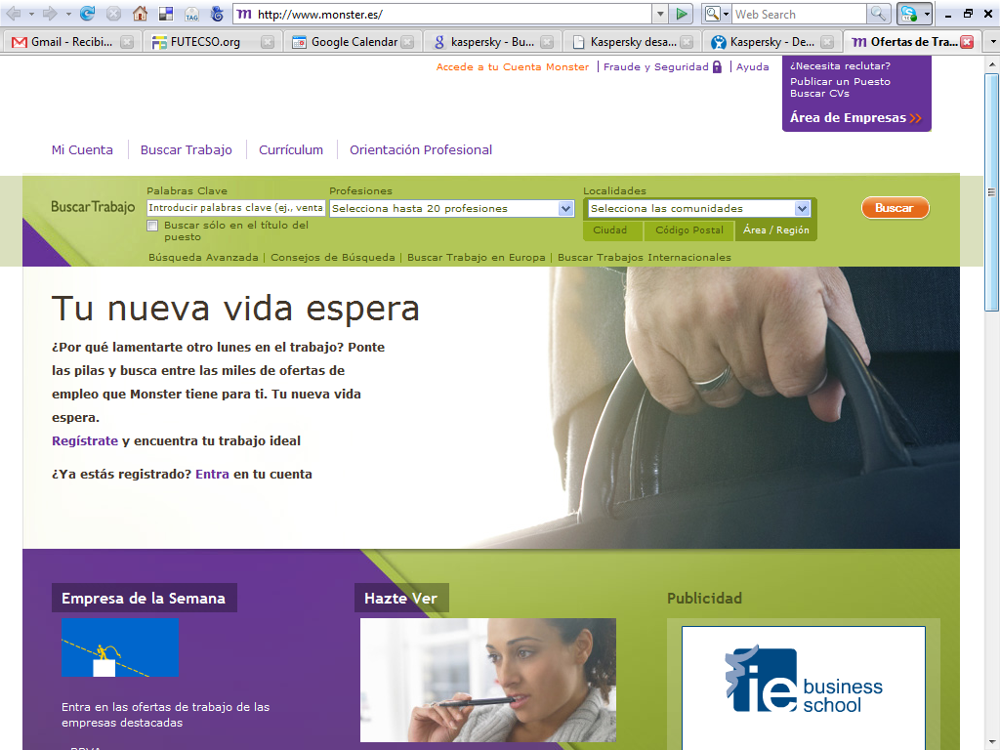 http://www.monster.es/
Web Search
TAG
Gmail - Recibi...
FUTECSO.org
Google Calendar
kaspersky - Bu...
Kaspersky desa...
Kaspersky - De...
Ofertas de Tra...
Accede a tu Cuenta Monster | Fraude y Seguridad | Ayuda
¿Necesita reclutar?
Publicar un Puesto
Buscar CVs
Área de Empresas >>
Mi Cuenta
Buscar Trabajo
Currículum
Orientación Profesional
Buscar Trabajo
Palabras Clave
Introducir palabras clave (ej., venta
Buscar sólo en el título del
puesto
Profesiones
Selecciona hasta 20 profesiones
Localidades
Selecciona las comunidades
Ciudad
Código Postal
Área / Región
Buscar
Búsqueda Avanzada | Consejos de Búsqueda | Buscar Trabajo en Europa | Buscar Trabajos Internacionales
Tu nueva vida espera
¿Por qué lamentarte otro lunes en el trabajo? Ponte
las pilas y busca entre las miles de ofertas de
empleo que Monster tiene para ti. Tu nueva vida
espera.
Regístrate y encuentra tu trabajo ideal
¿Ya estás registrado? Entra en tu cuenta
Empresa de la Semana
Entra en las ofertas de trabajo de las
empresas destacadas
Hazte Ver
Publicidad
ie business
school